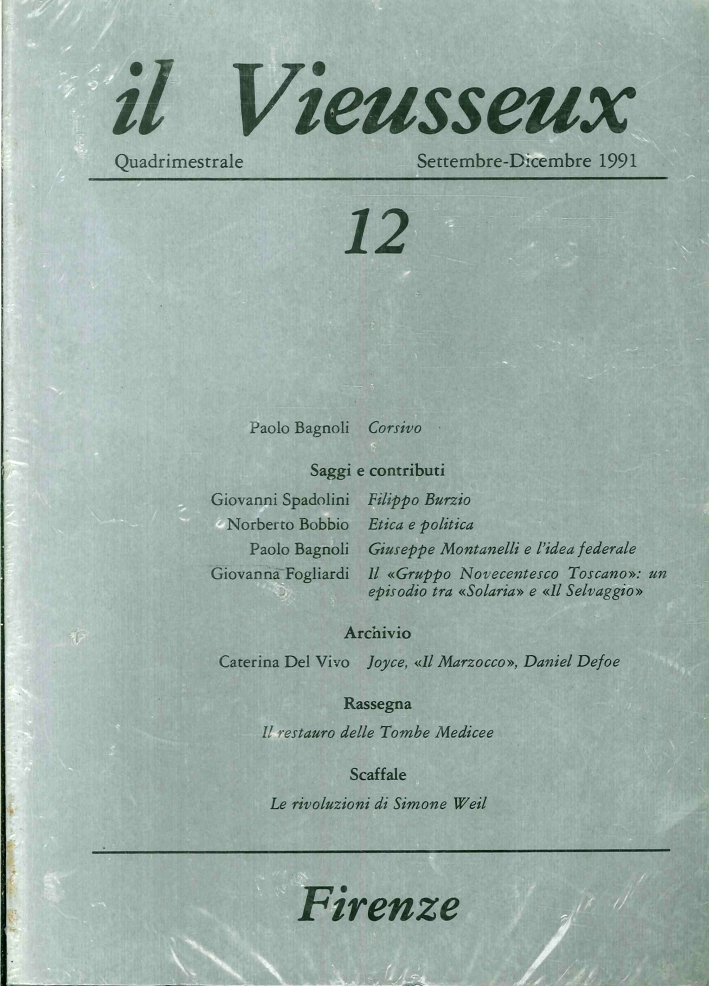 il Vieusseux
Quadrimestrale Settembre-Dicembre 1991
12
Paolo Bagnoli Corsivo
Saggi e contributi
Giovanni Spadolini Filippo Burzio
Norberto Bobbio Etica e politica
Paolo Bagnoli Giuseppe Montanelli e l'idea federale
Giovanna Fogliardi Il «Gruppo Novecentesco Toscano»: un
episodio tra «Solaria» e «Il Selvaggio»
Archivio
Caterina Del Vivo Joyce, «Il Marzocco», Daniel Defoe
Rassegna
Il restauro delle Tombe Medicee
Scaffale
Le rivoluzioni di Simone Weil
Firenze